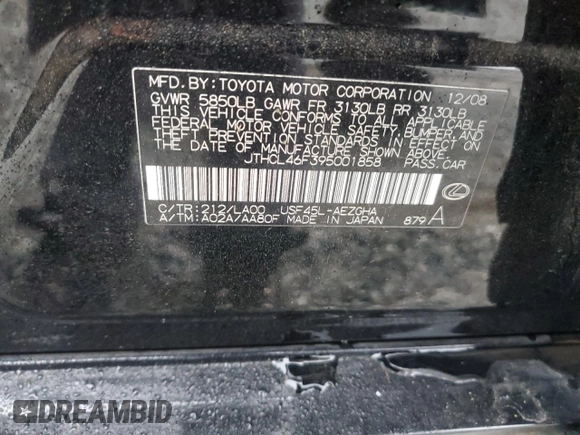 MFD. BY: TOYOTA MOTOR CORPORATION 12/08
GVWR 5850LB GAWR FR 3130LB RR 3130LB
THIS VEHICLE CONFORMS TO ALL APPLICABLE
FEDERAL MOTOR VEHICLE SAFETY, BUMPER, AND
THEFT PREVENTION STANDARDS IN EFFECT ON
THE DATE OF MANUFACTURE SHOWN ABOVE.
JTHCL46F395001858 PASS CAR
C/TR: 212/LA00 USF45L-AEZGHA
A/TM: A02A/AA80F MADE IN JAPAN 879 A
DREAMBID